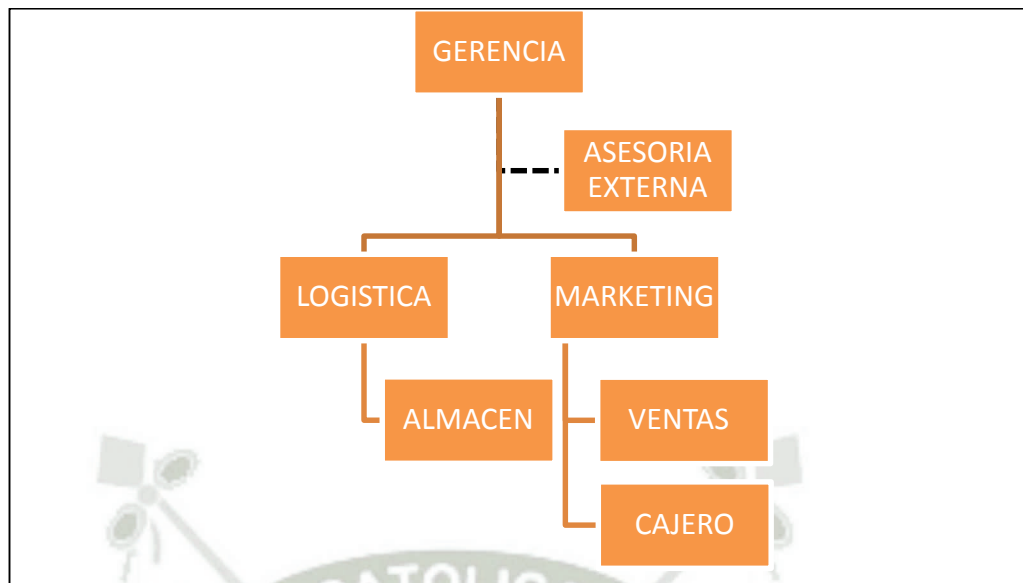 GERENCIA
ASESORIA
EXTERNA
LOGISTICA
MARKETING
ALMACEN
VENTAS
CAJERO